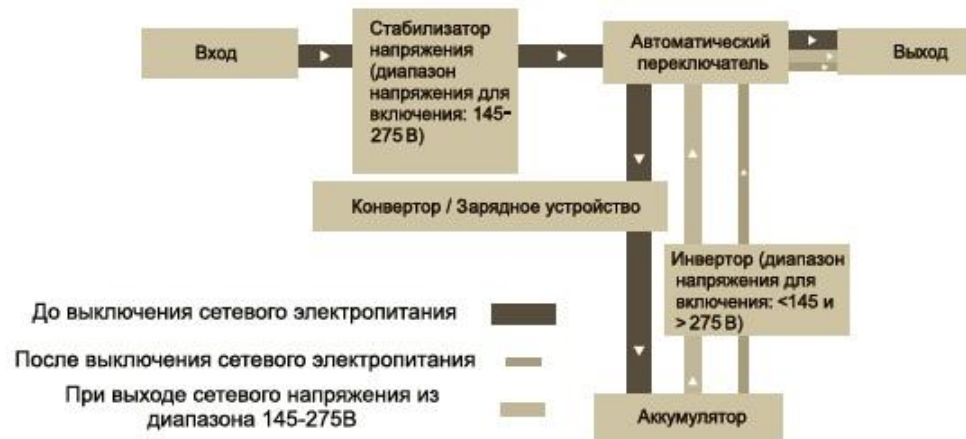 Вход
Стабилизатор
напряжения
(диапазон
напряжения для
включения: 145-
275 В)
Автоматический
переключатель
Выход
Конвертор / Зарядное устройство
Инвертор (диапазон
напряжения для
включения: <145 и
> 275 В)
До выключения сетевого электропитания
После выключения сетевого электропитания
При выходе сетевого напряжения из
диапазона 145-275В
Аккумулятор